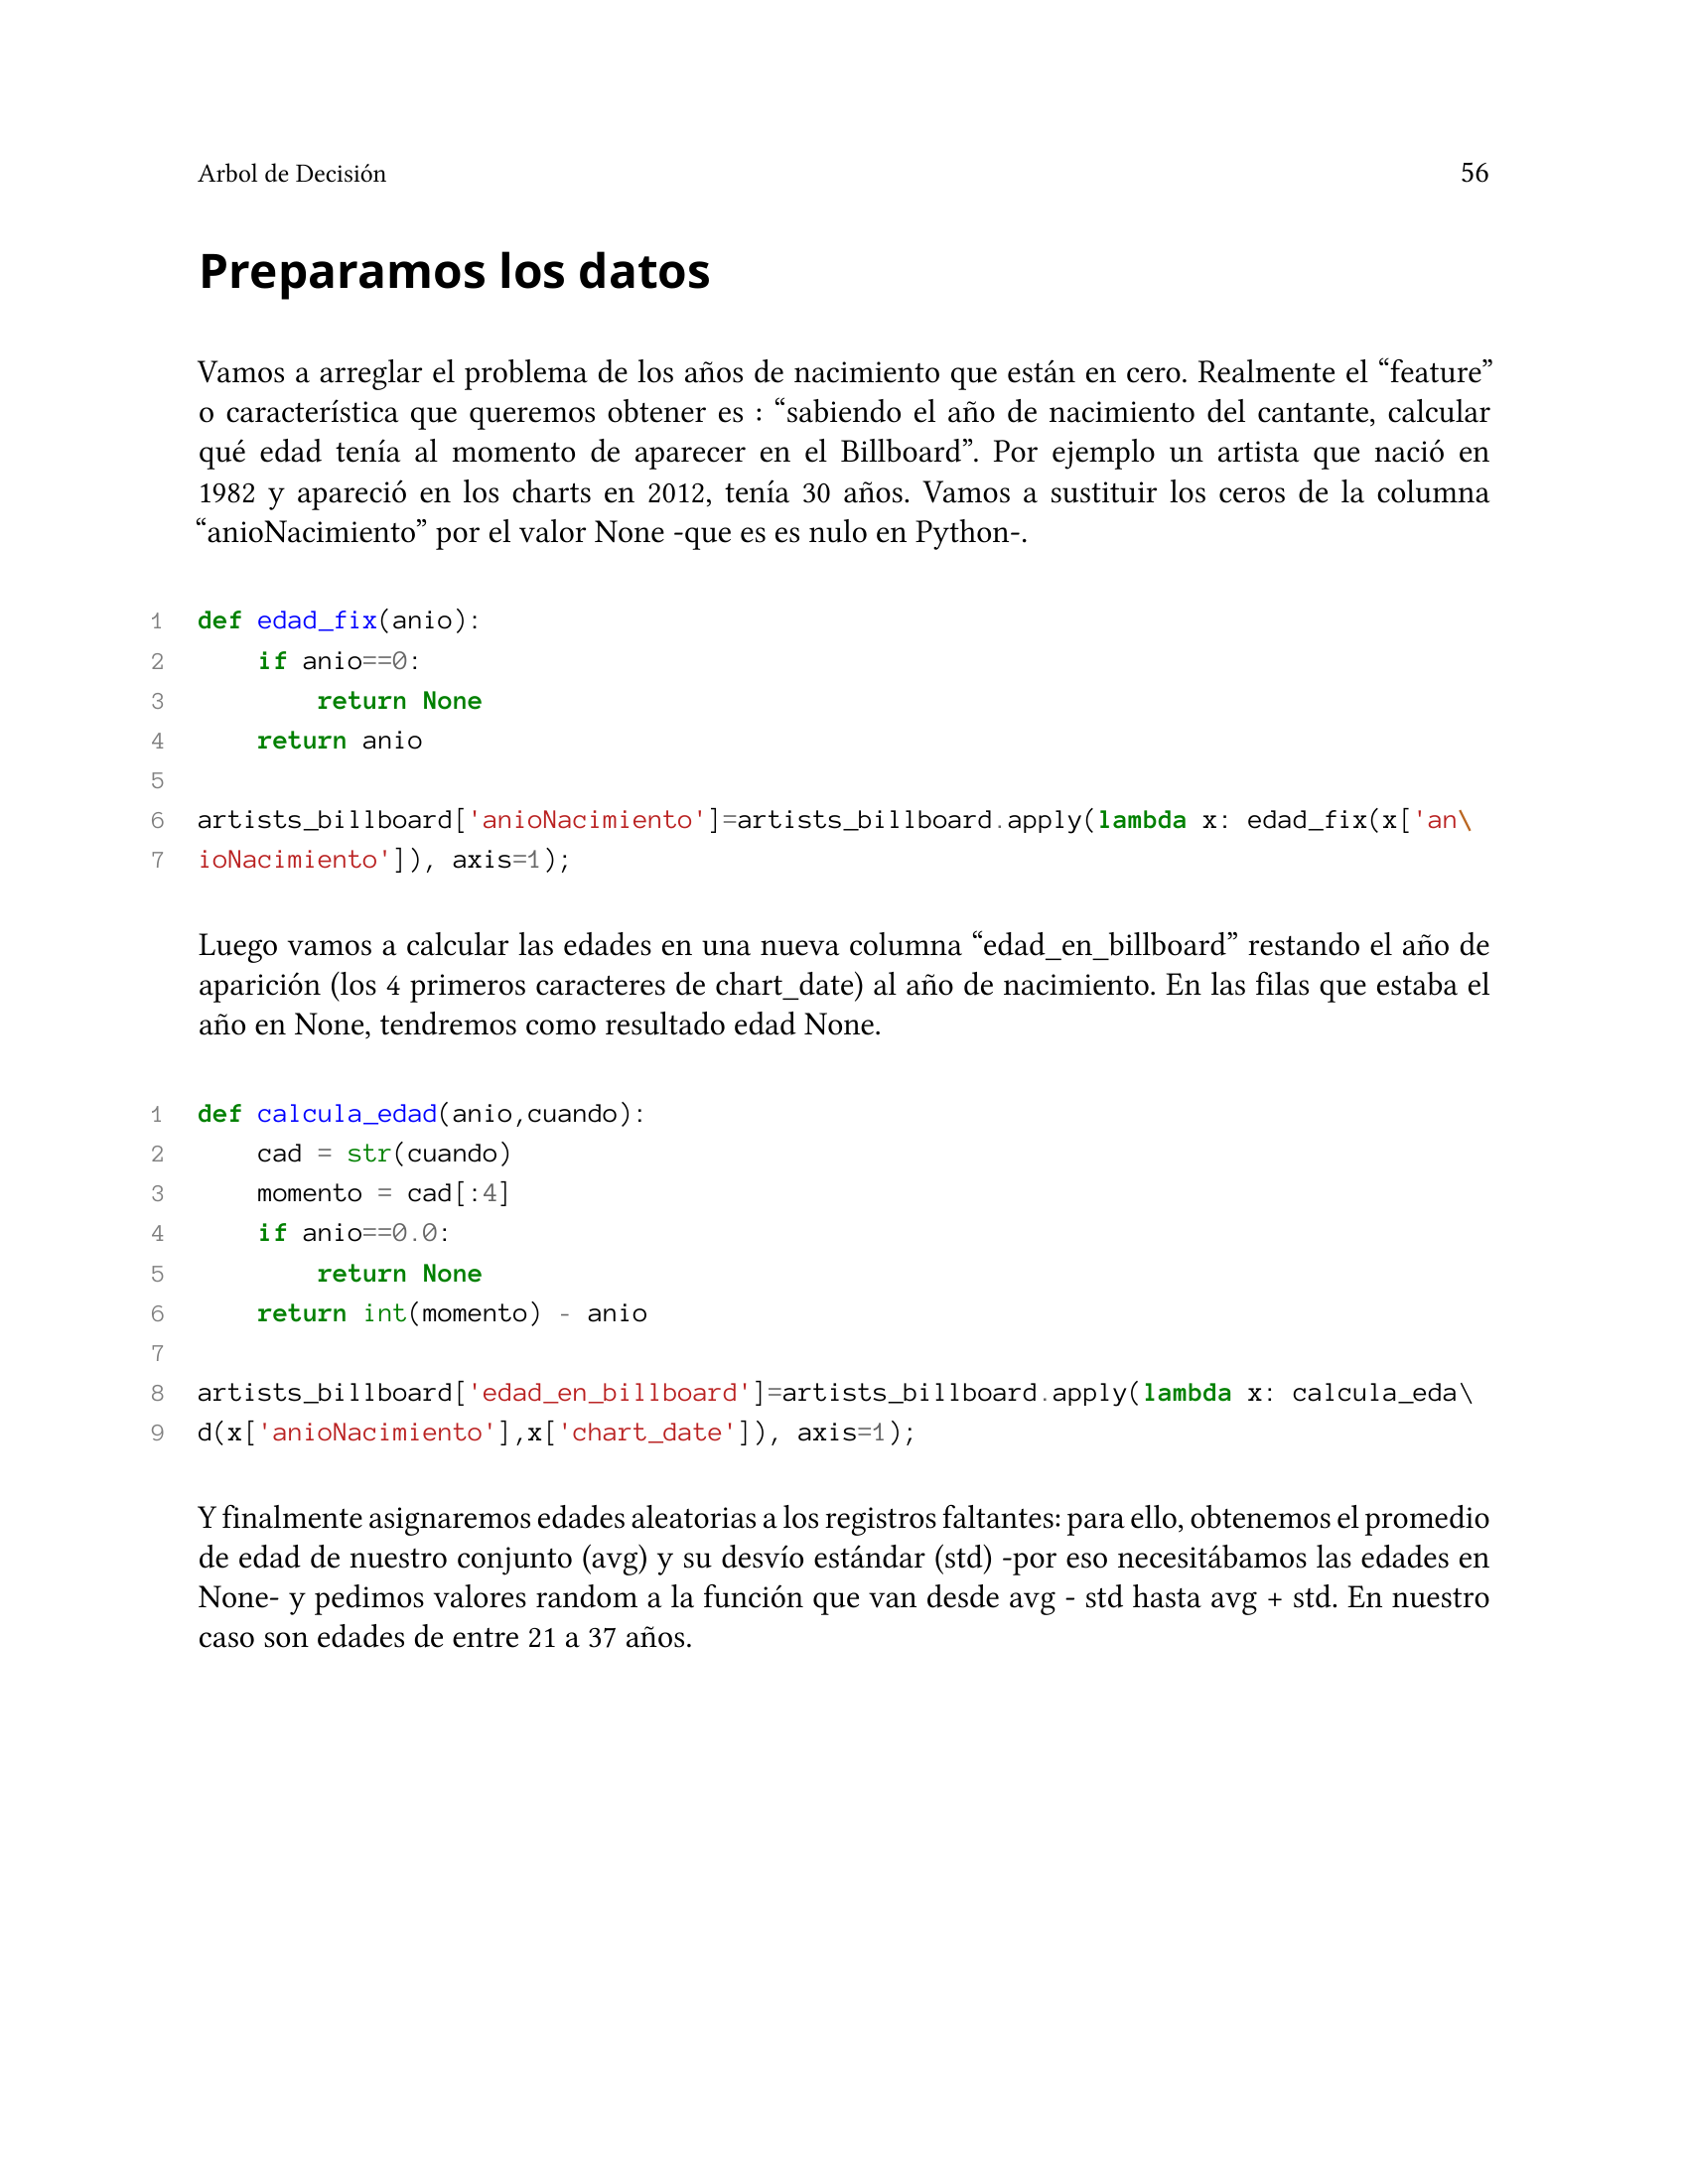 Arbol de Decisión 56
Preparamos los datos
Vamos a arreglar el problema de los años de nacimiento que están en cero. Realmente el “feature”
o característica que queremos obtener es : “sabiendo el año de nacimiento del cantante, calcular
qué edad tenía al momento de aparecer en el Billboard”. Por ejemplo un artista que nació en
1982 y apareció en los charts en 2012, tenía 30 años. Vamos a sustituir los ceros de la columna
“anioNacimiento” por el valor None -que es es nulo en Python-.
1 def edad_fix(anio):
2     if anio==0:
3         return None
4     return anio
5
6 artists_billboard['anioNacimiento']=artists_billboard.apply(lambda x: edad_fix(x['an\
7 ioNacimiento']), axis=1);
Luego vamos a calcular las edades en una nueva columna “edad_en_billboard” restando el año de
aparición (los 4 primeros caracteres de chart_date) al año de nacimiento. En las filas que estaba el
año en None, tendremos como resultado edad None.
1 def calcula_edad(anio,cuando):
2     cad = str(cuando)
3     momento = cad[:4]
4     if anio==0.0:
5         return None
6     return int(momento) - anio
7
8 artists_billboard['edad_en_billboard']=artists_billboard.apply(lambda x: calcula_eda\
9 d(x['anioNacimiento'],x['chart_date']), axis=1);
Y finalmente asignaremos edades aleatorias a los registros faltantes: para ello, obtenemos el promedio
de edad de nuestro conjunto (avg) y su desvío estándar (std) -por eso necesitábamos las edades en
None- y pedimos valores random a la función que van desde avg - std hasta avg + std. En nuestro
caso son edades de entre 21 a 37 años.